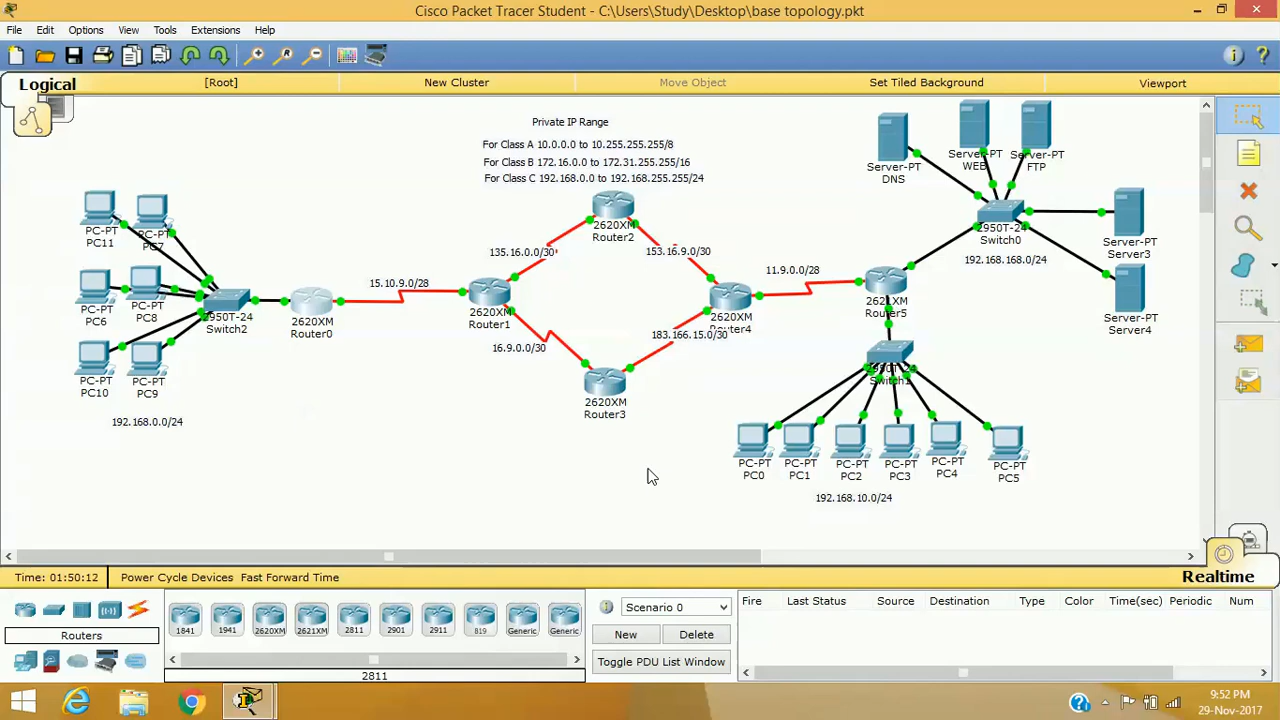 Cisco Packet Tracer Student - C:\Users\Study\Desktop\base topology.pkt
File Edit Options View Tools Extensions Help
Logical
[Root]
New Cluster
Move Object
Set Tiled Background
Viewport
Private IP Range
For Class A 10.0.0.0 to 10.255.255.255/8
For Class B 172.16.0.0 to 172.31.255.255/16
For Class C 192.168.0.0 to 192.168.255.255/24
2620XM
Router2
135.16.0.0/30
153.16.9.0/30
Server-PT
DNS
Server-PT
WEB
Server-PT
FTP
2950T-24
Switch0
192.168.168.0/24
Server-PT
Server3
Server-PT
Server4
PC-PT
PC11
PC-PT
PC7
PC-PT
PC6
PC-PT
PC8
PC-PT
PC10
PC-PT
PC9
192.168.0.0/24
2950T-24
Switch2
2620XM
Router0
15.10.9.0/28
2620XM
Router1
16.9.0.0/30
2620XM
Router3
183.166.15.0/30
2620XM
Router4
11.9.0.0/28
2621XM
Router5
2950T-24
Switch1
PC-PT
PC0
PC-PT
PC1
PC-PT
PC2
PC-PT
PC3
PC-PT
PC4
PC-PT
PC5
192.168.10.0/24
Realtime
Time: 01:50:12 Power Cycle Devices Fast Forward Time
Routers
1841 1941 2620XM 2621XM 2811 2901 2911 819 Generic Generic
2811
Scenario 0
New
Delete
Toggle PDU List Window
Fire Last Status Source Destination Type Color Time(sec) Periodic Num
9:52 PM
29-Nov-2017